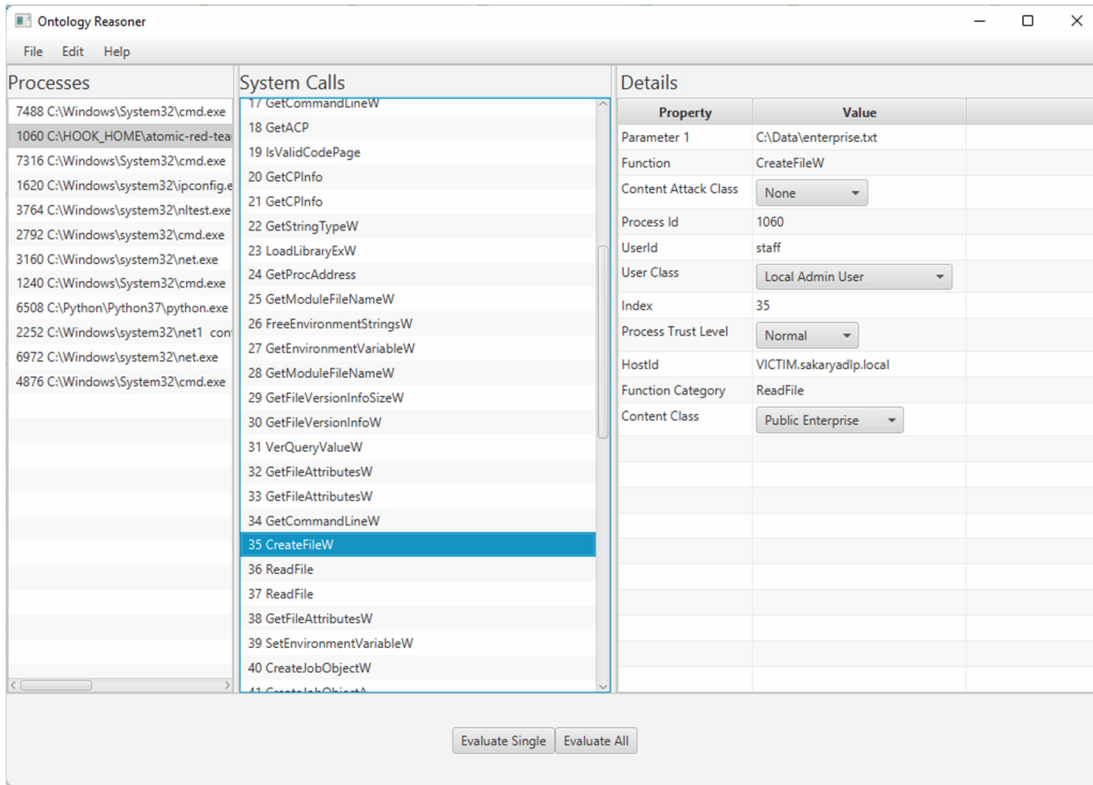 Ontology Reasoner
File Edit Help
Processes
7488 C:\Windows\System32\cmd.exe
1060 C:\HOOK_HOME\atomic-red-tea
7316 C:\Windows\System32\cmd.exe
1620 C:\Windows\system32\ipconfig.e
3764 C:\Windows\system32\nltest.exe
2792 C:\Windows\system32\cmd.exe
3160 C:\Windows\system32\net.exe
1240 C:\Windows\system32\cmd.exe
6508 C:\Python\Python37\python.exe
2252 C:\Windows\system32\net1 con
6972 C:\Windows\system32\net.exe
4876 C:\Windows\System32\cmd.exe
System Calls
17 GetCommandLineW
18 GetACP
19 IsValidCodePage
20 GetCPInfo
21 GetCPInfo
22 GetStringTypeW
23 LoadLibraryExW
24 GetProcAddress
25 GetModuleFileNameW
26 FreeEnvironmentStringsW
27 GetEnvironmentVariableW
28 GetModuleFileNameW
29 GetFileVersionInfoSizeW
30 GetFileVersionInfoW
31 VerQueryValueW
32 GetFileAttributesW
33 GetFileAttributesW
34 GetCommandLineW
35 CreateFileW
36 ReadFile
37 ReadFile
38 GetFileAttributesW
39 SetEnvironmentVariableW
40 CreateJobObjectW
41 CreateJobObjectA
Details
Property Value
Parameter 1 C:\Data\enterprise.txt
Function CreateFileW
Content Attack Class None
Process Id 1060
UserId staff
User Class Local Admin User
Index 35
Process Trust Level Normal
HostId VICTIM.sakaryadlp.local
Function Category ReadFile
Content Class Public Enterprise
Evaluate Single Evaluate All